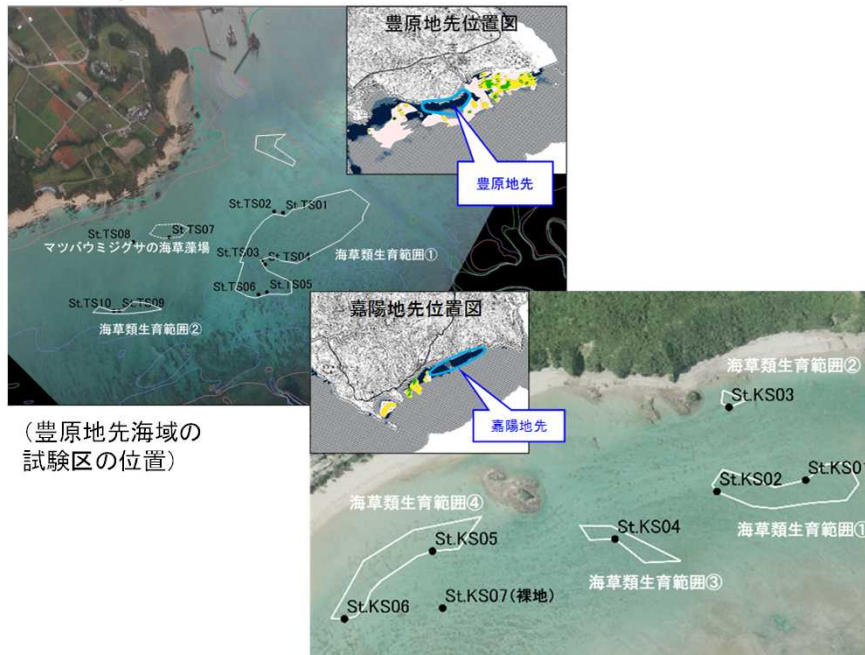 豊原地先位置図
豊原地先
St.TS02
St.TS01
St.TS08
St.TS07
マツバウミジグサの海草藻場
St.TS03
St.TS04
海草類生育範囲①
St.TS06
St.TS05
St.TS10
St.TS09
海草類生育範囲②
(豊原地先海域の
試験区の位置)
嘉陽地先位置図
嘉陽地先
海草類生育範囲②
St.KS03
St.KS01
St.KS02
海草類生育範囲④
海草類生育範囲①
St.KS04
St.KS05
海草類生育範囲③
St.KS07(裸地)
St.KS06